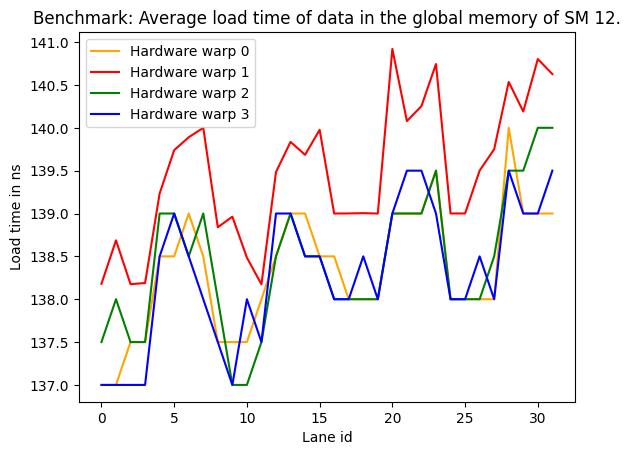 Benchmark: Average load time of data in the global memory of SM 12.
Hardware warp 0
Hardware warp 1
Hardware warp 2
Hardware warp 3
Load time in ns
141.0
140.5
140.0
139.5
139.0
138.5
138.0
137.5
137.0
0 5 10 15 20 25 30
Lane id